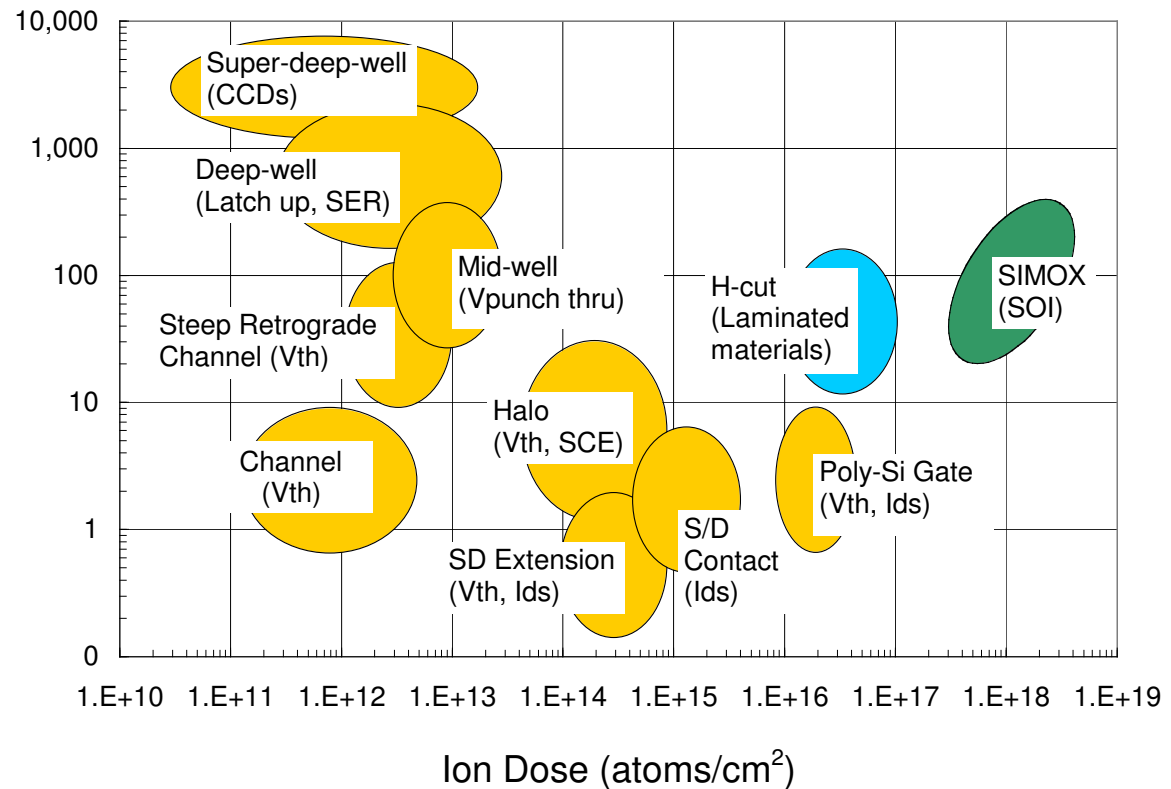 10,000
Super-deep-well
(CCDs)
1,000
Deep-well
(Latch up, SER)
100
Mid-well
(Vpunch thru)
H-cut
(Laminated
materials)
SIMOX
(SOI)
Steep Retrograde
Channel (Vth)
10
Halo
(Vth, SCE)
Channel
(Vth)
Poly-Si Gate
(Vth, Ids)
1
S/D
Contact
(Ids)
SD Extension
(Vth, Ids)
0
1.E+10 1.E+11 1.E+12 1.E+13 1.E+14 1.E+15 1.E+16 1.E+17 1.E+18 1.E+19
Ion Dose (atoms/cm²)